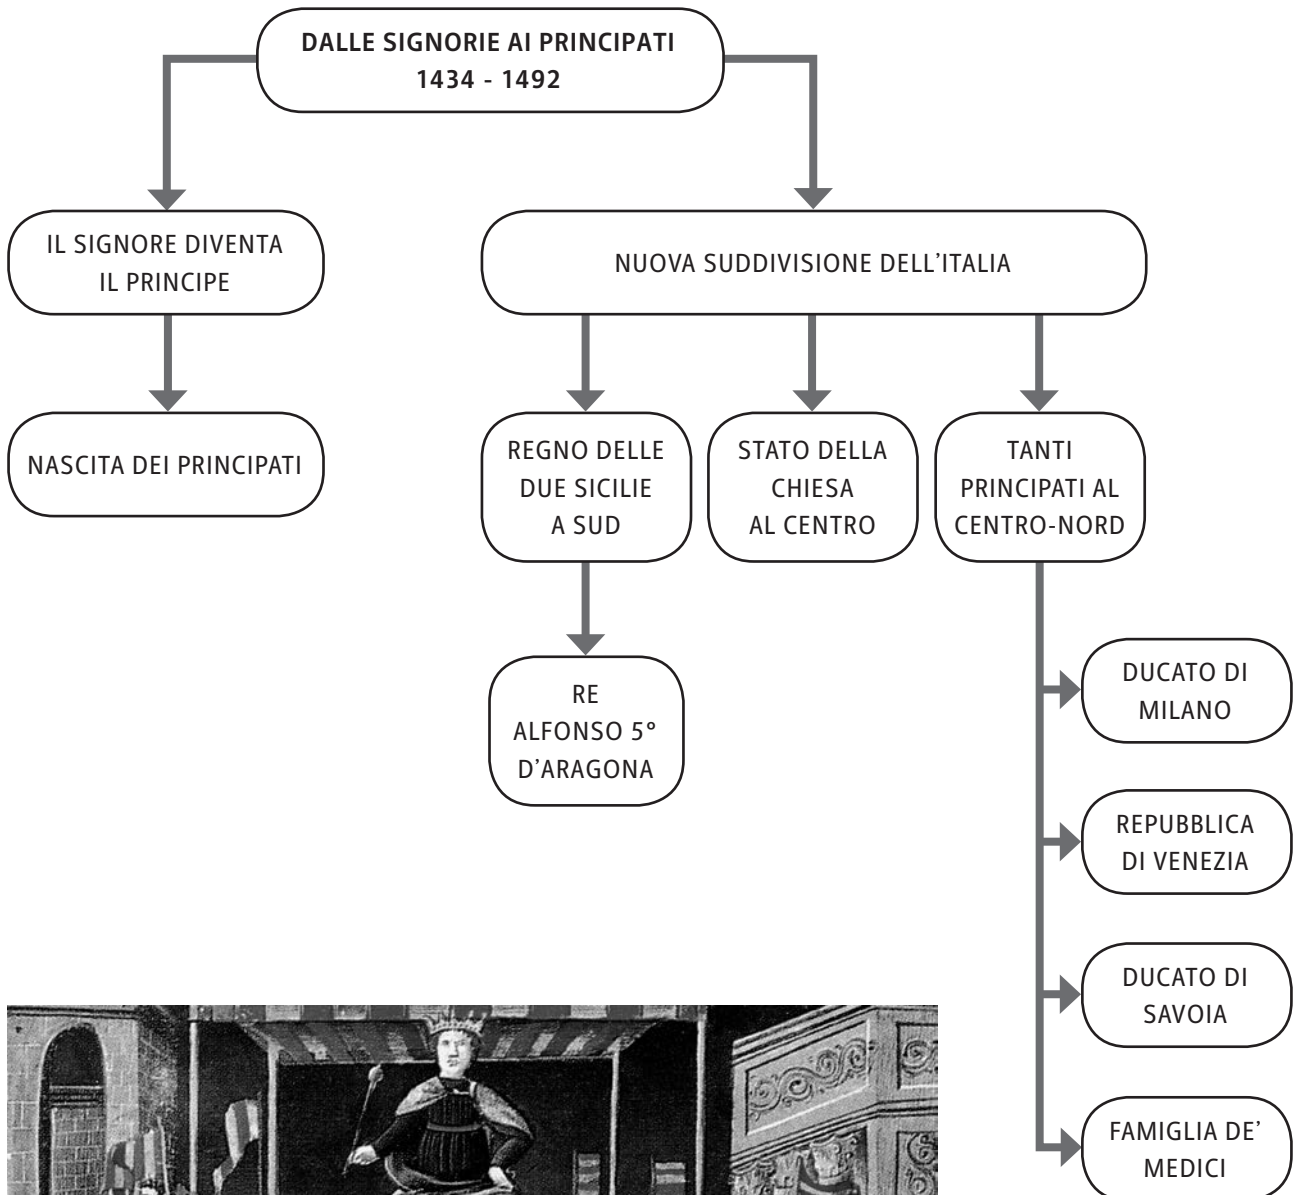 DALLE SIGNORIE AI PRINCIPATI
1434 - 1492
IL SIGNORE DIVENTA
IL PRINCIPE
NUOVA SUDDIVISIONE DELL'ITALIA
NASCITA DEI PRINCIPATI
REGNO DELLE
DUE SICILIE
A SUD
STATO DELLA
CHIESA
AL CENTRO
TANTI
PRINCIPATI AL
CENTRO-NORD
RE
ALFONSO 5°
D'ARAGONA
DUCATO DI
MILANO
REPUBBLICA
DI VENEZIA
DUCATO DI
SAVOIA
FAMIGLIA DE'
MEDICI